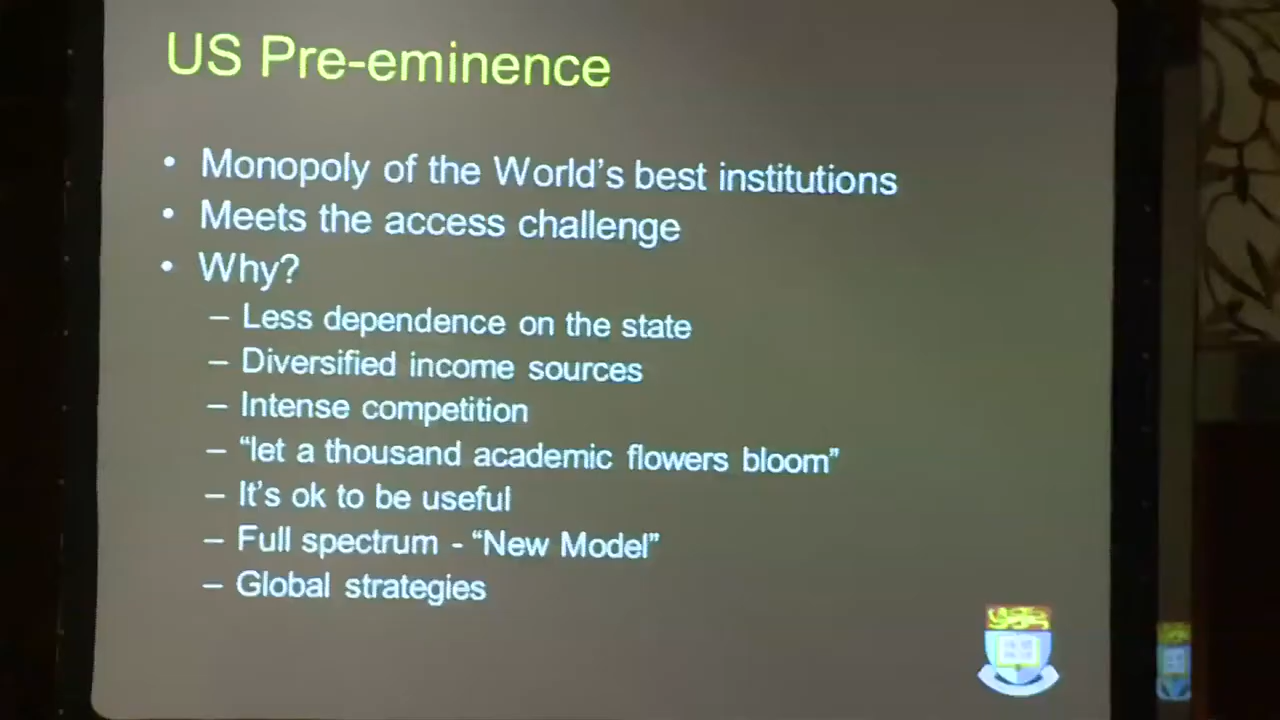 US Pre-eminence
• Monopoly of the World's best institutions
• Meets the access challenge
• Why?
– Less dependence on the state
– Diversified income sources
– Intense competition
– “let a thousand academic flowers bloom”
– It's ok to be useful
– Full spectrum - “New Model”
– Global strategies